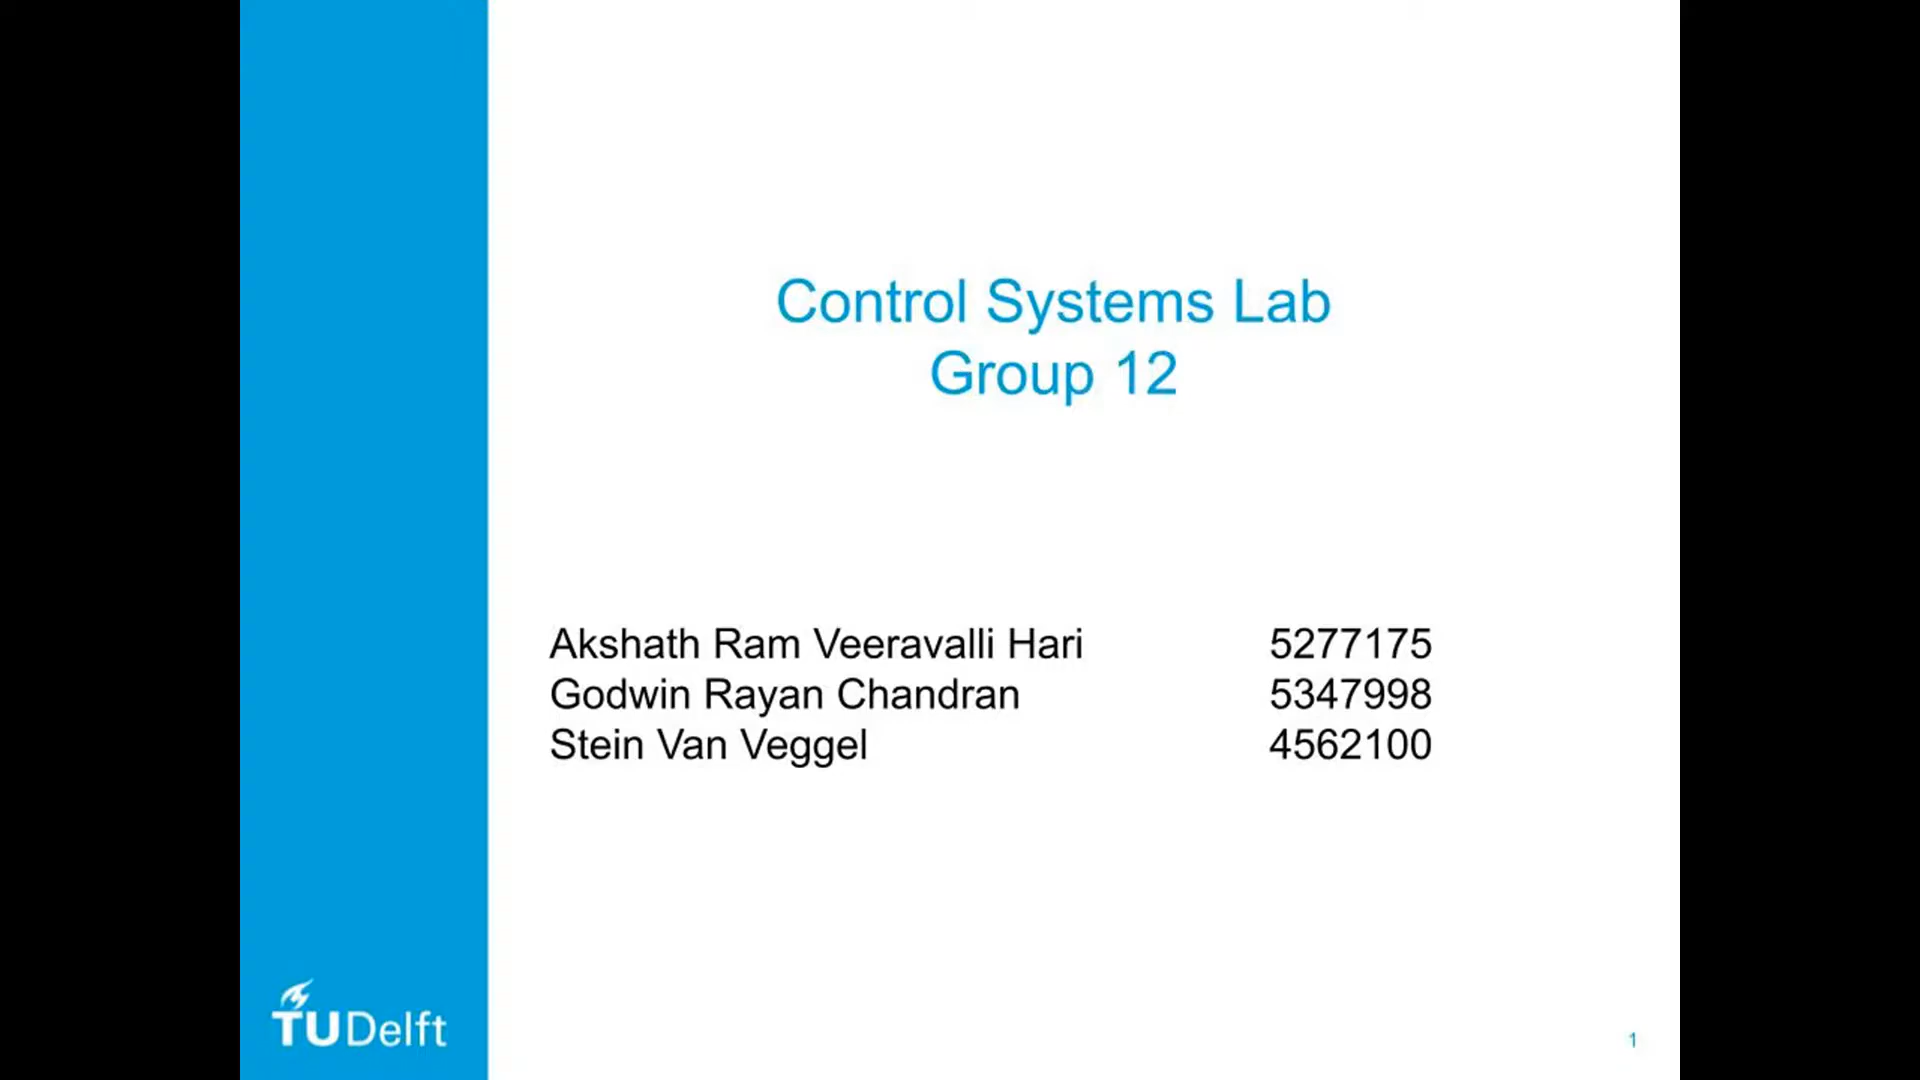 Control Systems Lab
Group 12
Akshath Ram Veeravalli Hari 5277175
Godwin Rayan Chandran 5347998
Stein Van Veggel 4562100
TUDelft
1